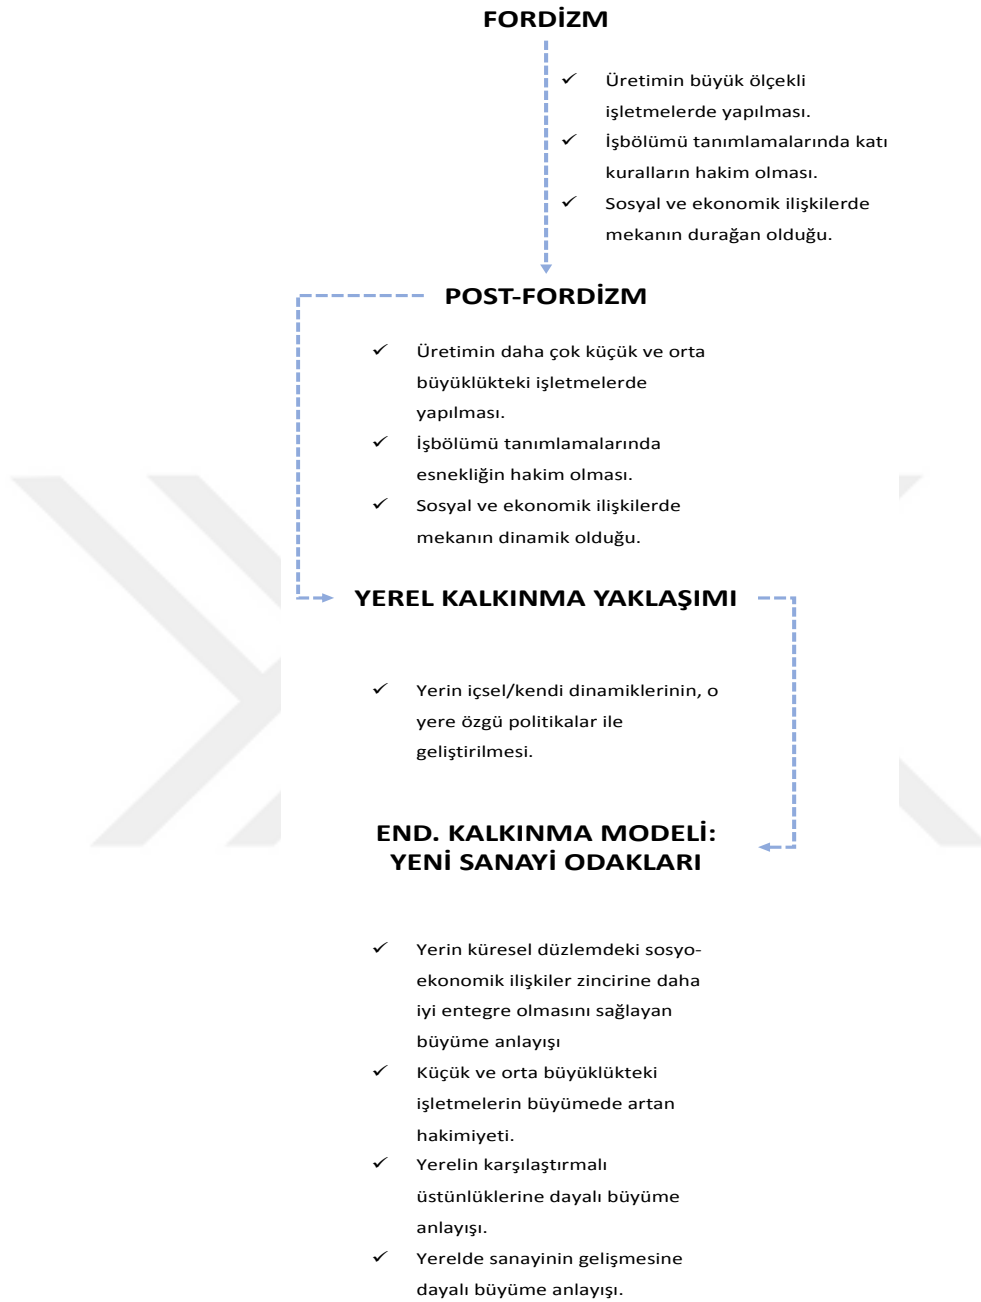 FORDİZM
✓ Üretimin büyük ölçekli
işletmelerde yapılması.
✓ İşbölümü tanımlamalarında katı
kuralların hakim olması.
✓ Sosyal ve ekonomik ilişkilerde
mekanın durağan olduğu.
POST-FORDİZM
✓ Üretimin daha çok küçük ve orta
büyüklükteki işletmelerde
yapılması.
✓ İşbölümü tanımlamalarında
esnekliğin hakim olması.
✓ Sosyal ve ekonomik ilişkilerde
mekanın dinamik olduğu.
YEREL KALKINMA YAKLAŞIMI
✓ Yerin içsel/kendi dinamiklerinin, o
yere özgü politikalar ile
geliştirilmesi.
END. KALKINMA MODELİ:
YENİ SANAYİ ODAKLARI
✓ Yerin küresel düzlemdeki sosyo-
ekonomik ilişkiler zincirine daha
iyi entegre olmasını sağlayan
büyüme anlayışı
✓ Küçük ve orta büyüklükteki
işletmelerin büyümede artan
hakimiyeti.
✓ Yerelin karşılaştırmalı
üstünlüklerine dayalı büyüme
anlayışı.
✓ Yerelde sanayinin gelişmesine
dayalı büyüme anlayışı.